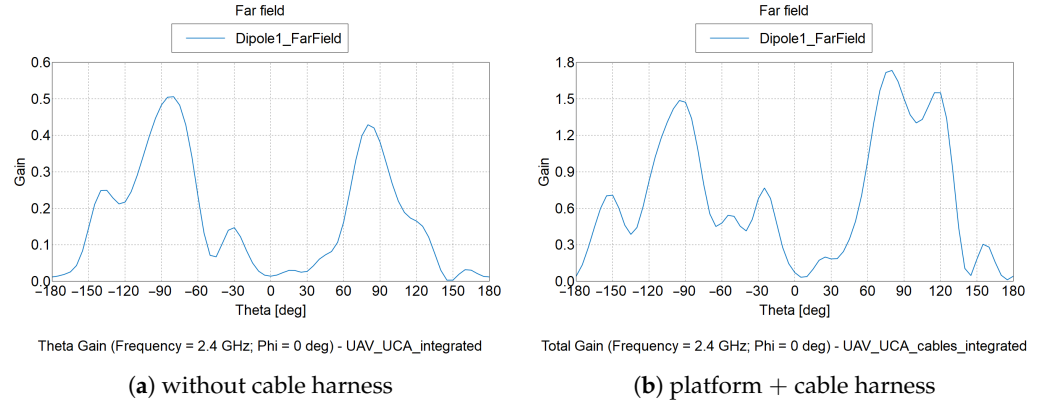 Far field
Dipole1_FarField
0.6
0.5
0.4
0.3
0.2
0.1
0.0
Gain
−180 −150 −120 −90 −60 −30 0 30 60 90 120 150 180
Theta [deg]
Theta Gain (Frequency = 2.4 GHz; Phi = 0 deg) - UAV_UCA_integrated
(a) without cable harness
Far field
Dipole1_FarField
1.8
1.5
1.2
0.9
0.6
0.3
0.0
Gain
−180 −150 −120 −90 −60 −30 0 30 60 90 120 150 180
Theta [deg]
Total Gain (Frequency = 2.4 GHz; Phi = 0 deg) - UAV_UCA_cables_integrated
(b) platform + cable harness